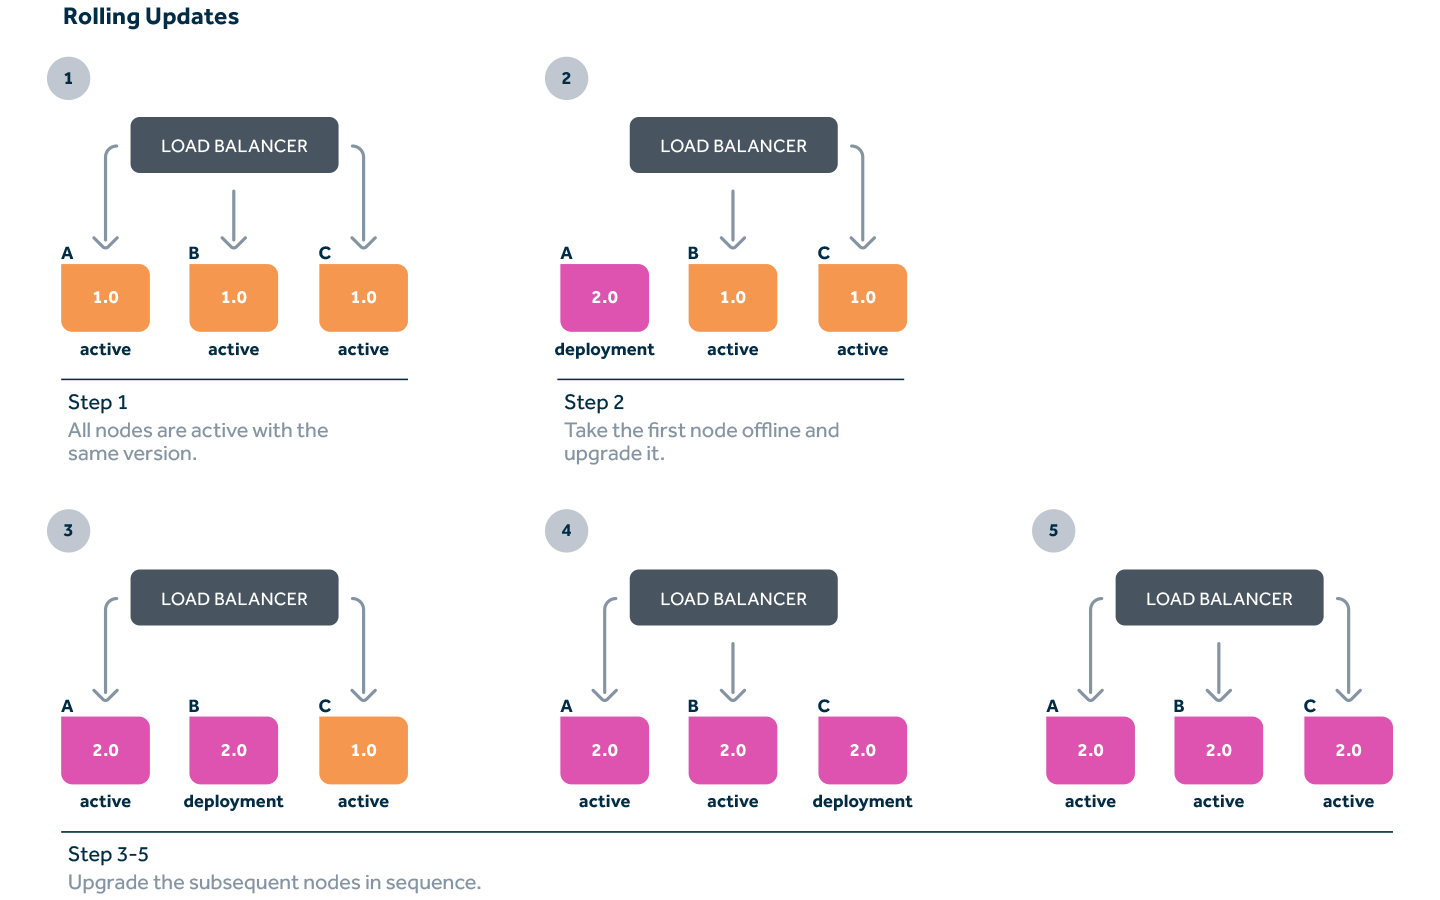 Rolling Updates
1
LOAD BALANCER
A B C
1.0 1.0 1.0
active active active
Step 1
All nodes are active with the
same version.
2
LOAD BALANCER
A B C
2.0 1.0 1.0
deployment active active
Step 2
Take the first node offline and
upgrade it.
3
LOAD BALANCER
A B C
2.0 2.0 1.0
active deployment active
4
LOAD BALANCER
A B C
2.0 2.0 2.0
active active deployment
5
LOAD BALANCER
A B C
2.0 2.0 2.0
active active active
Step 3-5
Upgrade the subsequent nodes in sequence.